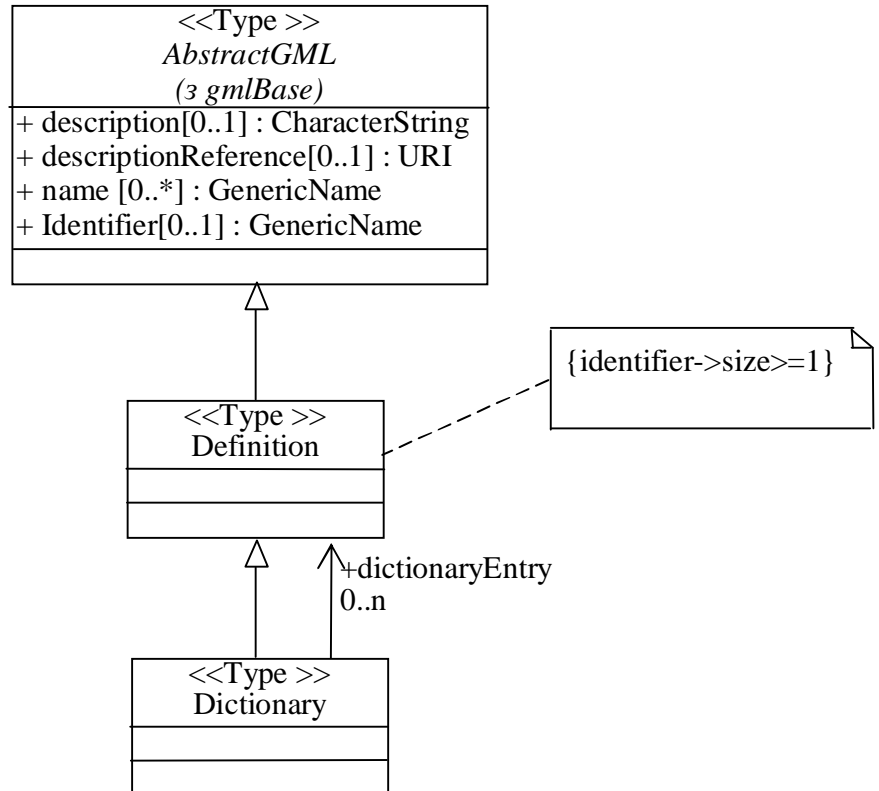 <<Type >>
AbstractGML
(з gmlBase)
+ description[0..1] : CharacterString
+ descriptionReference[0..1] : URI
+ name [0..*] : GenericName
+ Identifier[0..1] : GenericName
{identifier->size>=1}
<<Type >>
Definition
+dictionaryEntry
0..n
<<Type >>
Dictionary